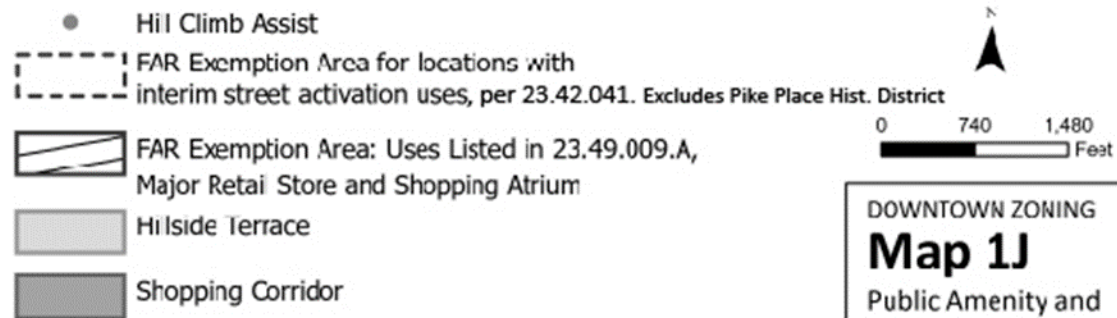 Hill Climb Assist
FAR Exemption Area for locations with
interim street activation uses, per 23.42.041. Excludes Pike Place Hist. District
FAR Exemption Area: Uses Listed in 23.49.009.A,
Major Retail Store and Shopping Atrium
Hillside Terrace
Shopping Corridor
N
0 740 1,480
Feet
DOWNTOWN ZONING
Map 1J
Public Amenity and